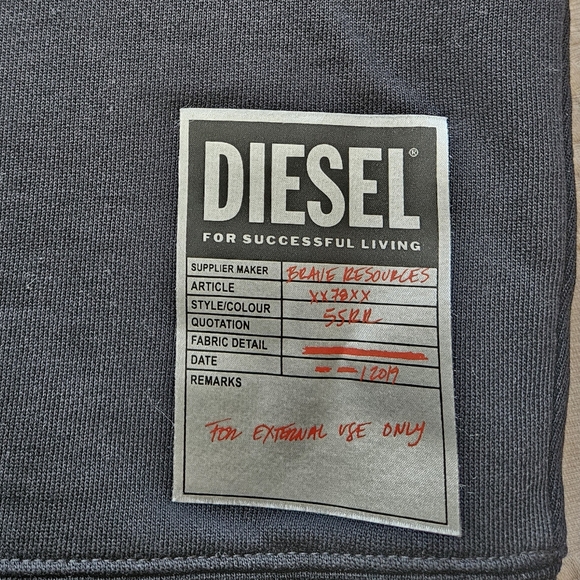 DIESEL®
FOR SUCCESSFUL LIVING
SUPPLIER MAKER BRAVE RESOURCES
ARTICLE XX78XX
STYLE/COLOUR 55RR
QUOTATION
FABRIC DETAIL
DATE — — / 2019
REMARKS
FOR EXTERNAL USE ONLY